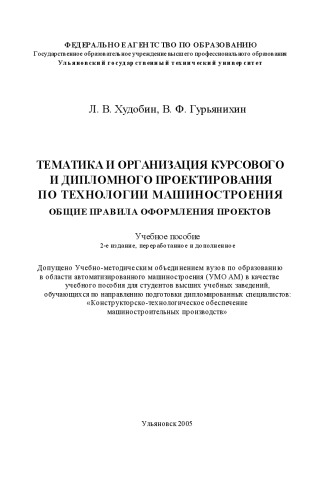 ФЕДЕРАЛЬНОЕ АГЕНТСТВО ПО ОБРАЗОВАНИЮ
Государственное образовательное учреждение высшего профессионального образования
Ульяновский государственный технический университет
Л. В. Худобин, В. Ф. Гурьянихин
ТЕМАТИКА И ОРГАНИЗАЦИЯ КУРСОВОГО
И ДИПЛОМНОГО ПРОЕКТИРОВАНИЯ
ПО ТЕХНОЛОГИИ МАШИНОСТРОЕНИЯ
ОБЩИЕ ПРАВИЛА ОФОРМЛЕНИЯ ПРОЕКТОВ
Учебное пособие
2-е издание, переработанное и дополненное
Допущено Учебно-методическим объединением вузов по образованию
в области автоматизированного машиностроения (УМО АМ) в качестве
учебного пособия для студентов высших учебных заведений,
обучающихся по направлению подготовки дипломированных специалистов:
«Конструкторско-технологическое обеспечение
машиностроительных производств»
Ульяновск 2005